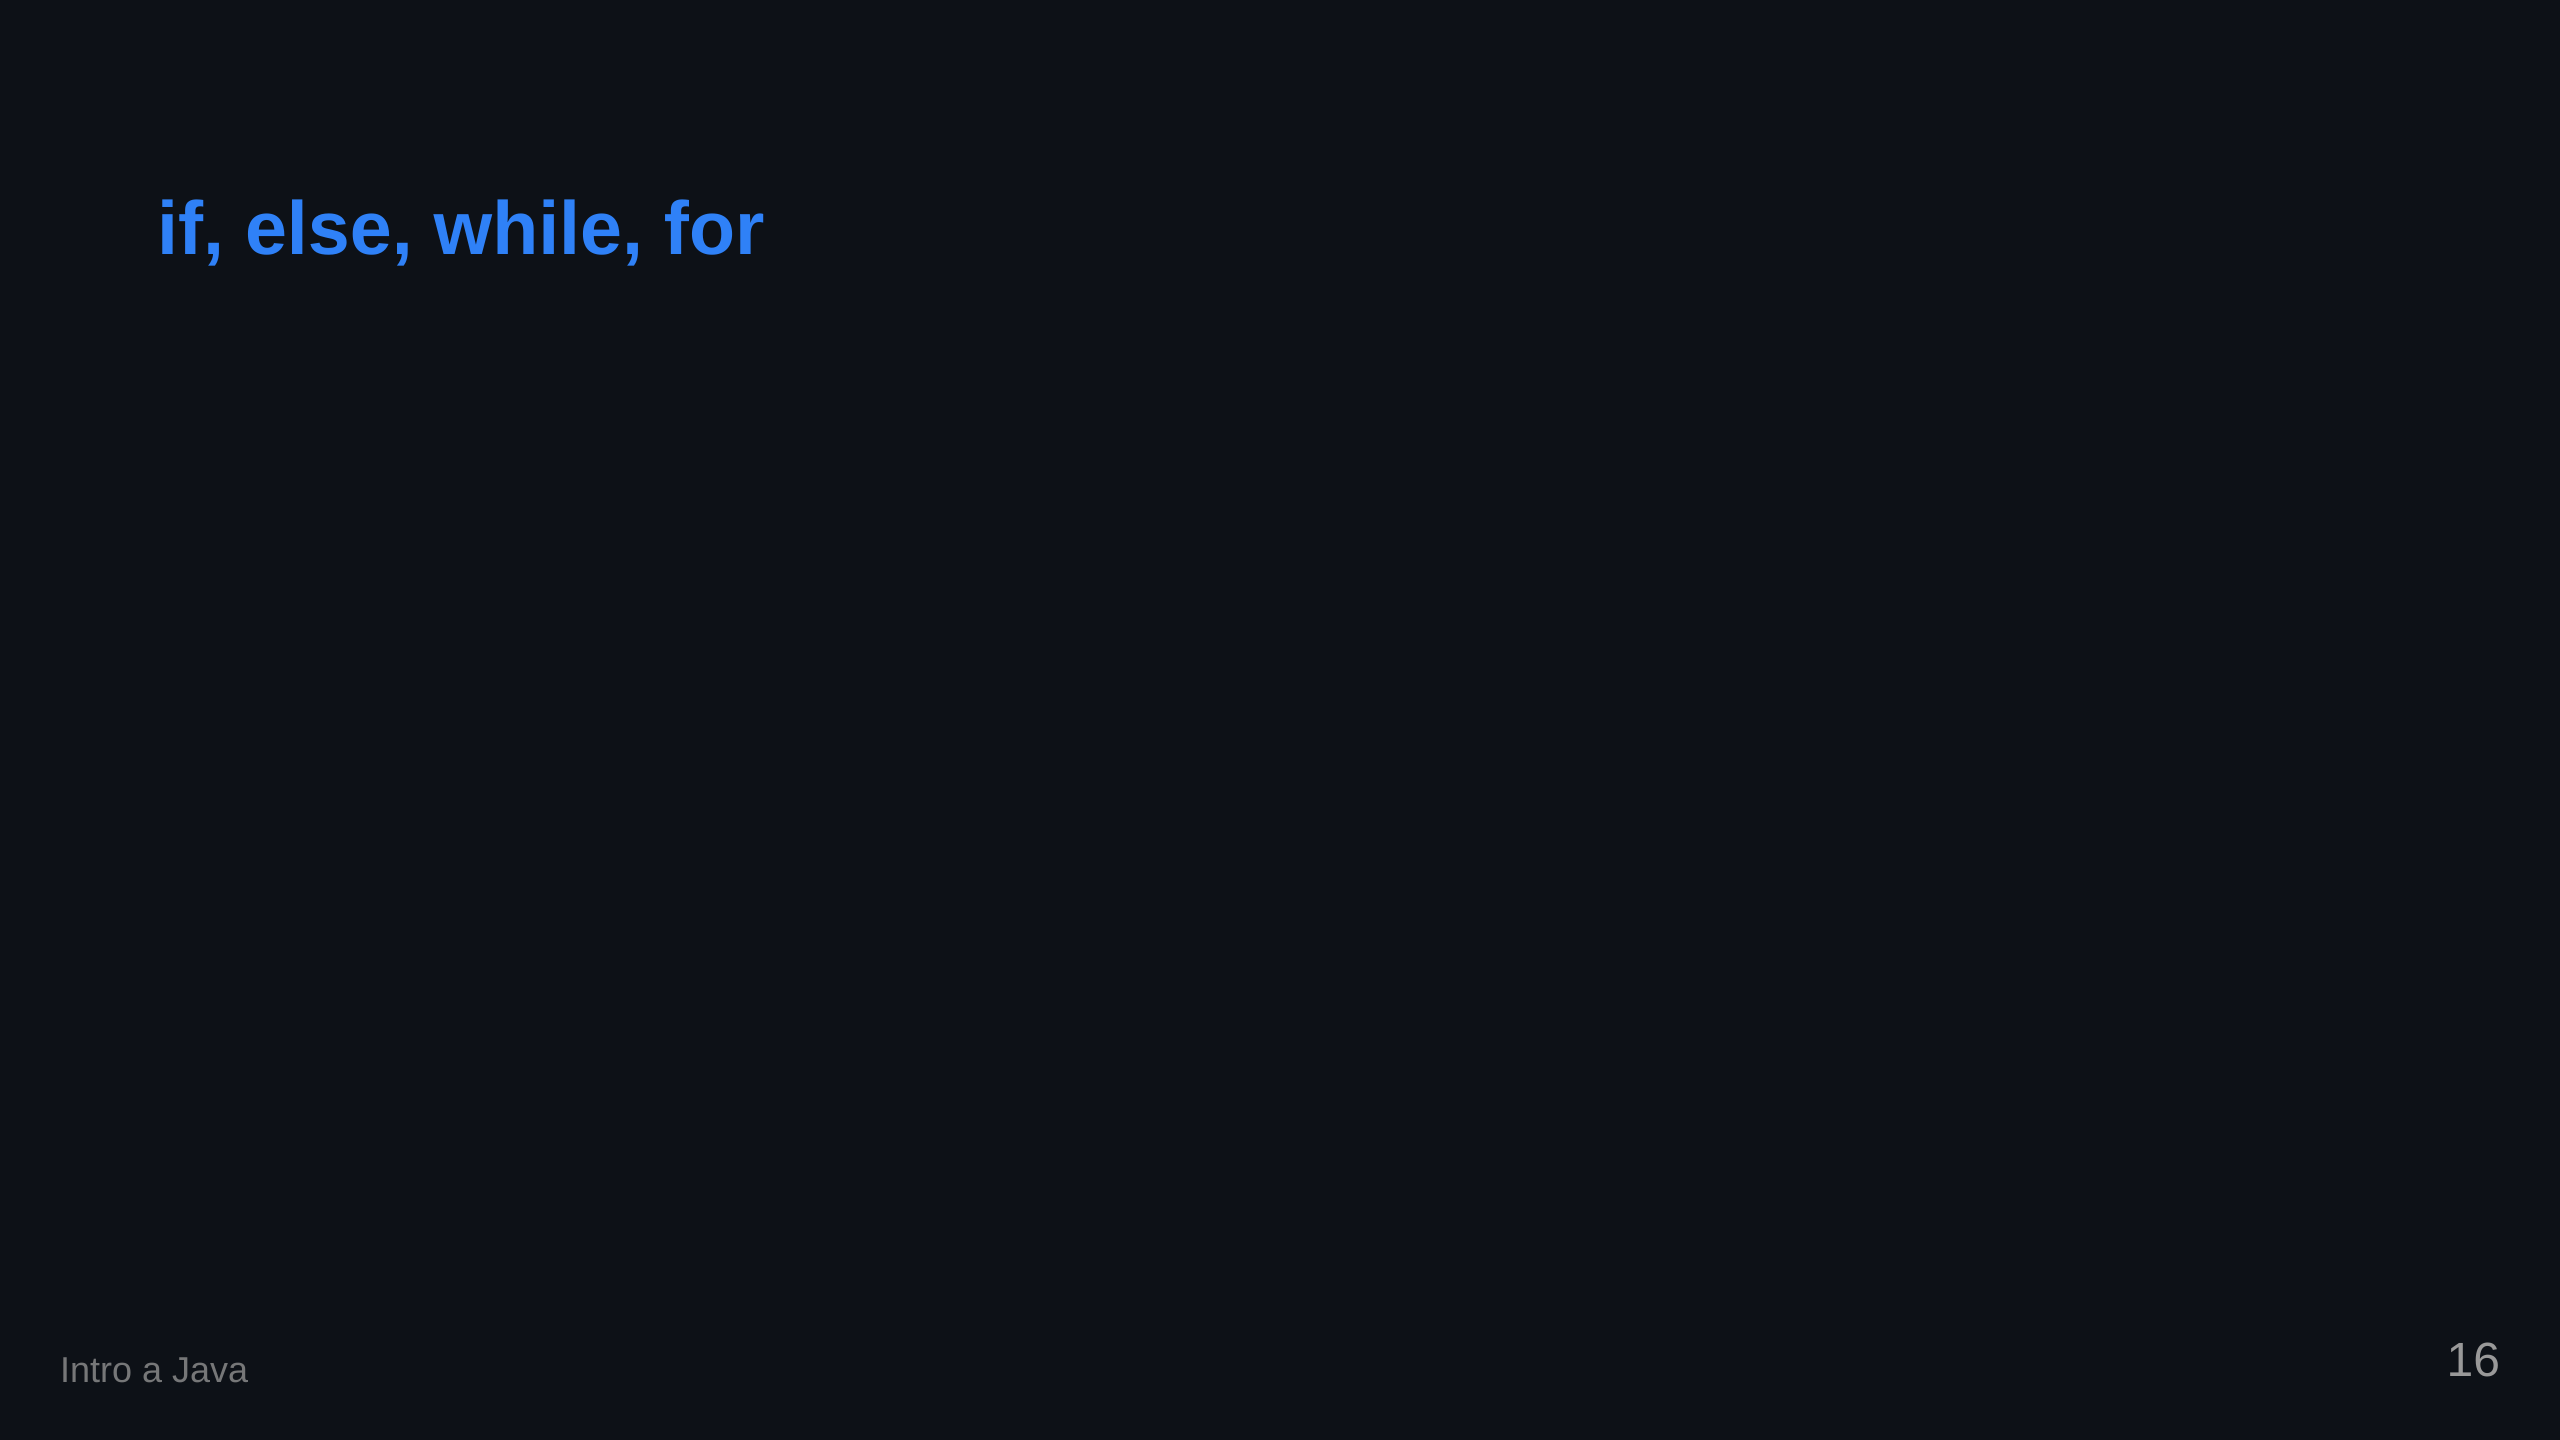 if, else, while, for
Intro a Java
16